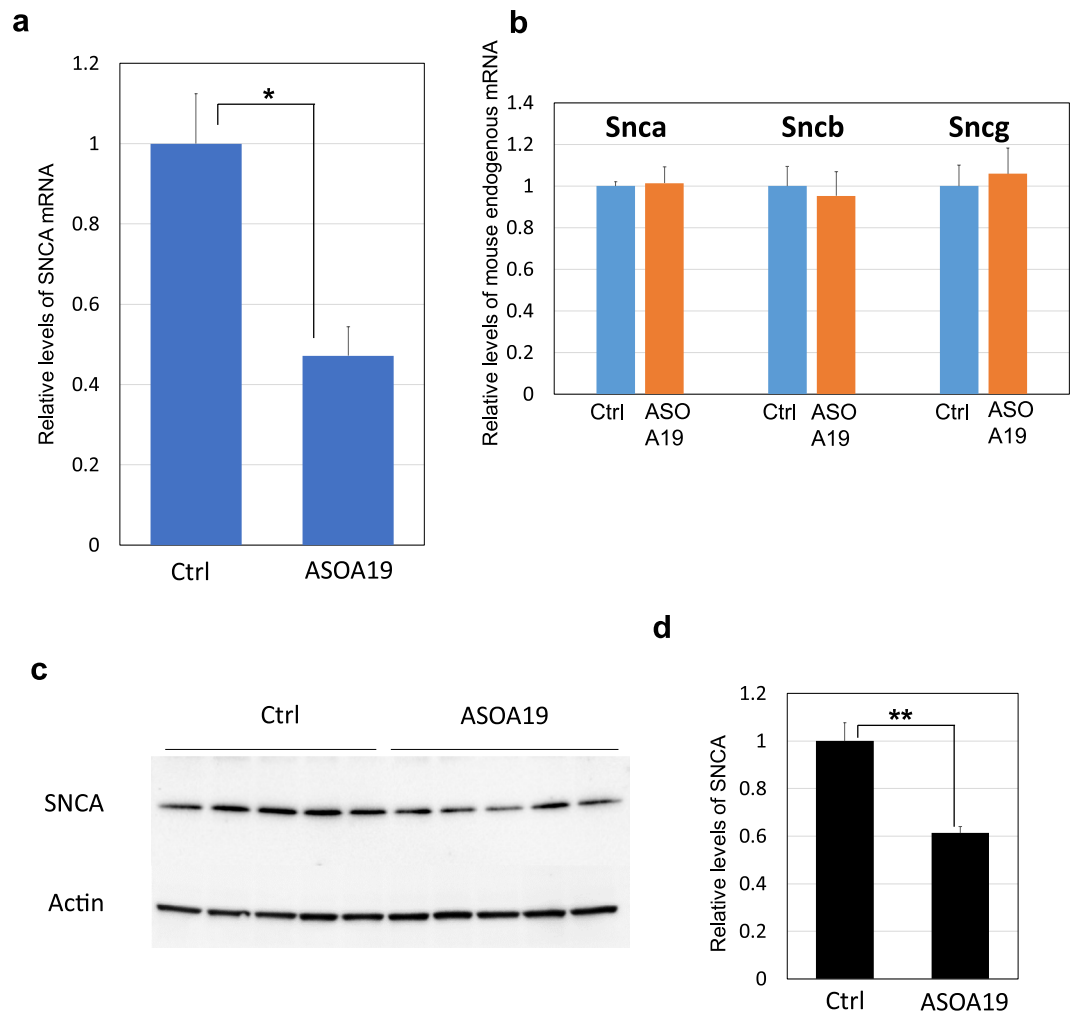 a
Relative levels of SNCA mRNA
1.2
1
0.8
0.6
0.4
0.2
0
*
Ctrl
ASOA19
b
Relative levels of mouse endogenous mRNA
1.4
1.2
1
0.8
0.6
0.4
0.2
0
Snca
Sncb
Sncg
Ctrl
ASO
A19
Ctrl
ASO
A19
Ctrl
ASO
A19
c
Ctrl
ASOA19
SNCA
Actin
d
Relative levels of SNCA
1.2
1
0.8
0.6
0.4
0.2
0
**
Ctrl
ASOA19